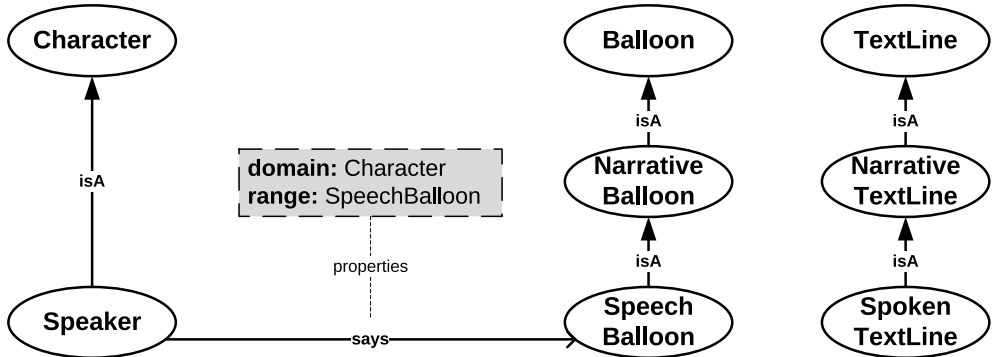 Character
Balloon
TextLine
isA
isA
domain: Character
range: SpeechBalloon
isA
Narrative
Balloon
Narrative
TextLine
properties
isA
isA
Speaker
Speech
Balloon
Spoken
TextLine
says